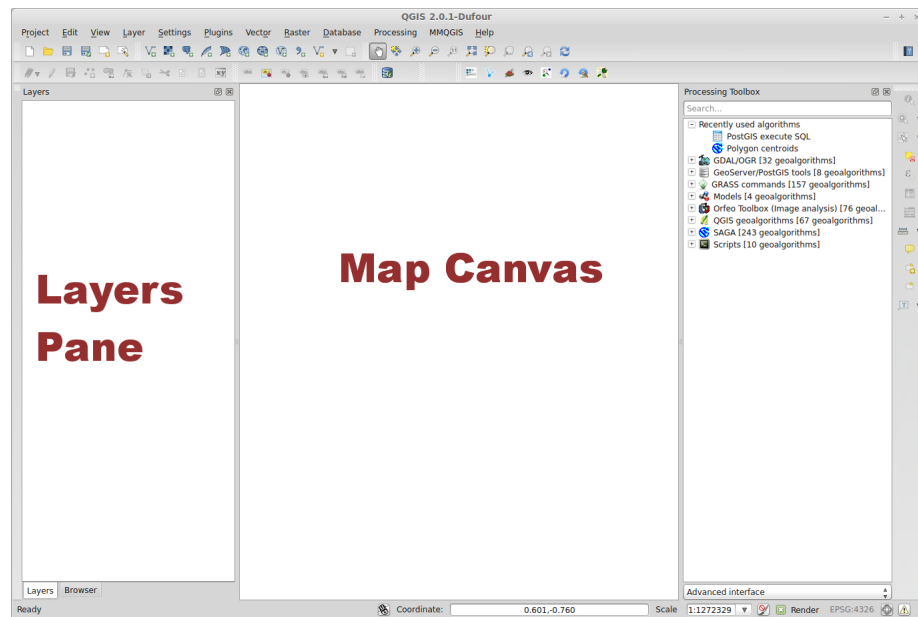 QGIS 2.0.1-Dufour
Project Edit View Layer Settings Plugins Vector Raster Database Processing MMQGIS Help
Layers
Processing Toolbox
Search...
Recently used algorithms
PostGIS execute SQL
Polygon centroids
GDAL/OGR [32 geoalgorithms]
GeoServer/PostGIS tools [8 geoalgorithms]
GRASS commands [157 geoalgorithms]
Models [4 geoalgorithms]
Orfeo Toolbox (Image analysis) [76 geoal...
QGIS geoalgorithms [67 geoalgorithms]
SAGA [243 geoalgorithms]
Scripts [10 geoalgorithms]
Layers
Pane
Map Canvas
Layers Browser
Advanced interface
Ready Coordinate: 0.601,-0.760 Scale 1:1272329 Render EPSG:4326